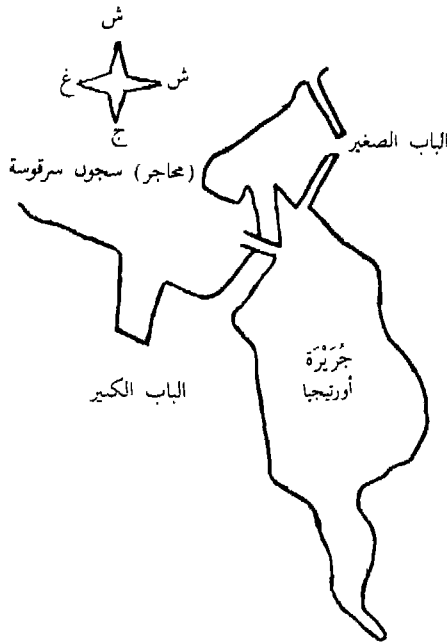 ش
غ ش
ج
الباب الصغير
(محاجر) سجون سرقوسة
جُزَيْرَة
أورتيجيا
الباب الكبير